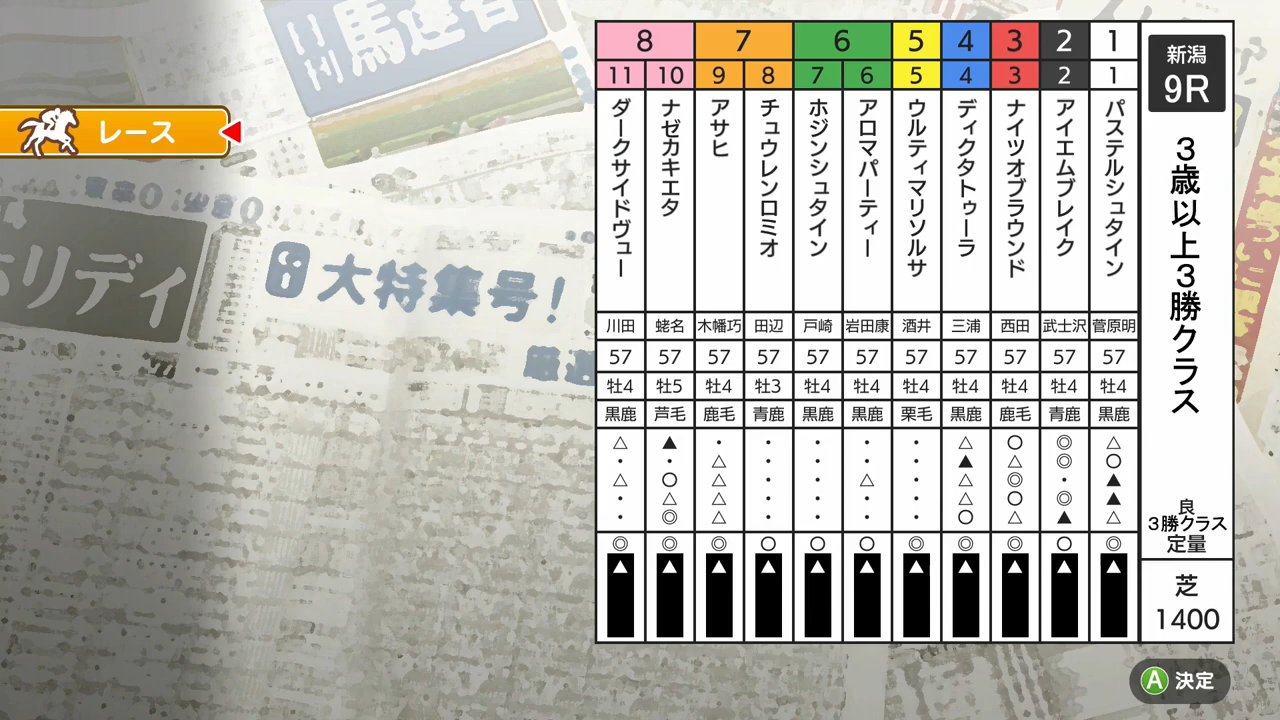 レース
日刊
馬運者
ホリデイ
大特集号!
新潟
9R
3歳以上3勝クラス
良
3勝クラス
定量
芝
1400
1
1
パステルシュタイン
菅原明
57
牡4
黒鹿
△
○
▲
▲
△
◎
▲
2
2
アイエムブレイク
武士沢
57
牡4
青鹿
◎
◎
・
◎
▲
○
▲
3
3
ナイツオブラウンド
西田
57
牡4
鹿毛
○
△
◎
○
△
◎
▲
4
4
ディクタトゥーラ
三浦
57
牡4
黒鹿
△
▲
△
△
○
◎
▲
5
5
ウルティマリソルサ
酒井
57
牡4
栗毛
・
・
・
・
・
◎
▲
6
6
アロマパーティー
岩田康
57
牡4
黒鹿
・
・
△
・
・
○
▲
7
ホジンシュタイン
戸崎
57
牡4
黒鹿
・
・
・
・
・
○
▲
7
8
チュウレンロミオ
田辺
57
牡3
青鹿
・
・
・
・
・
○
▲
9
アサヒ
木幡巧
57
牡4
鹿毛
・
△
△
△
△
◎
▲
8
10
ナゼカキエタ
蛯名
57
牡5
芦毛
▲
・
○
△
◎
◎
▲
11
ダークサイドヴュー
川田
57
牡4
黒鹿
△
・
△
・
・
◎
▲
A 決定